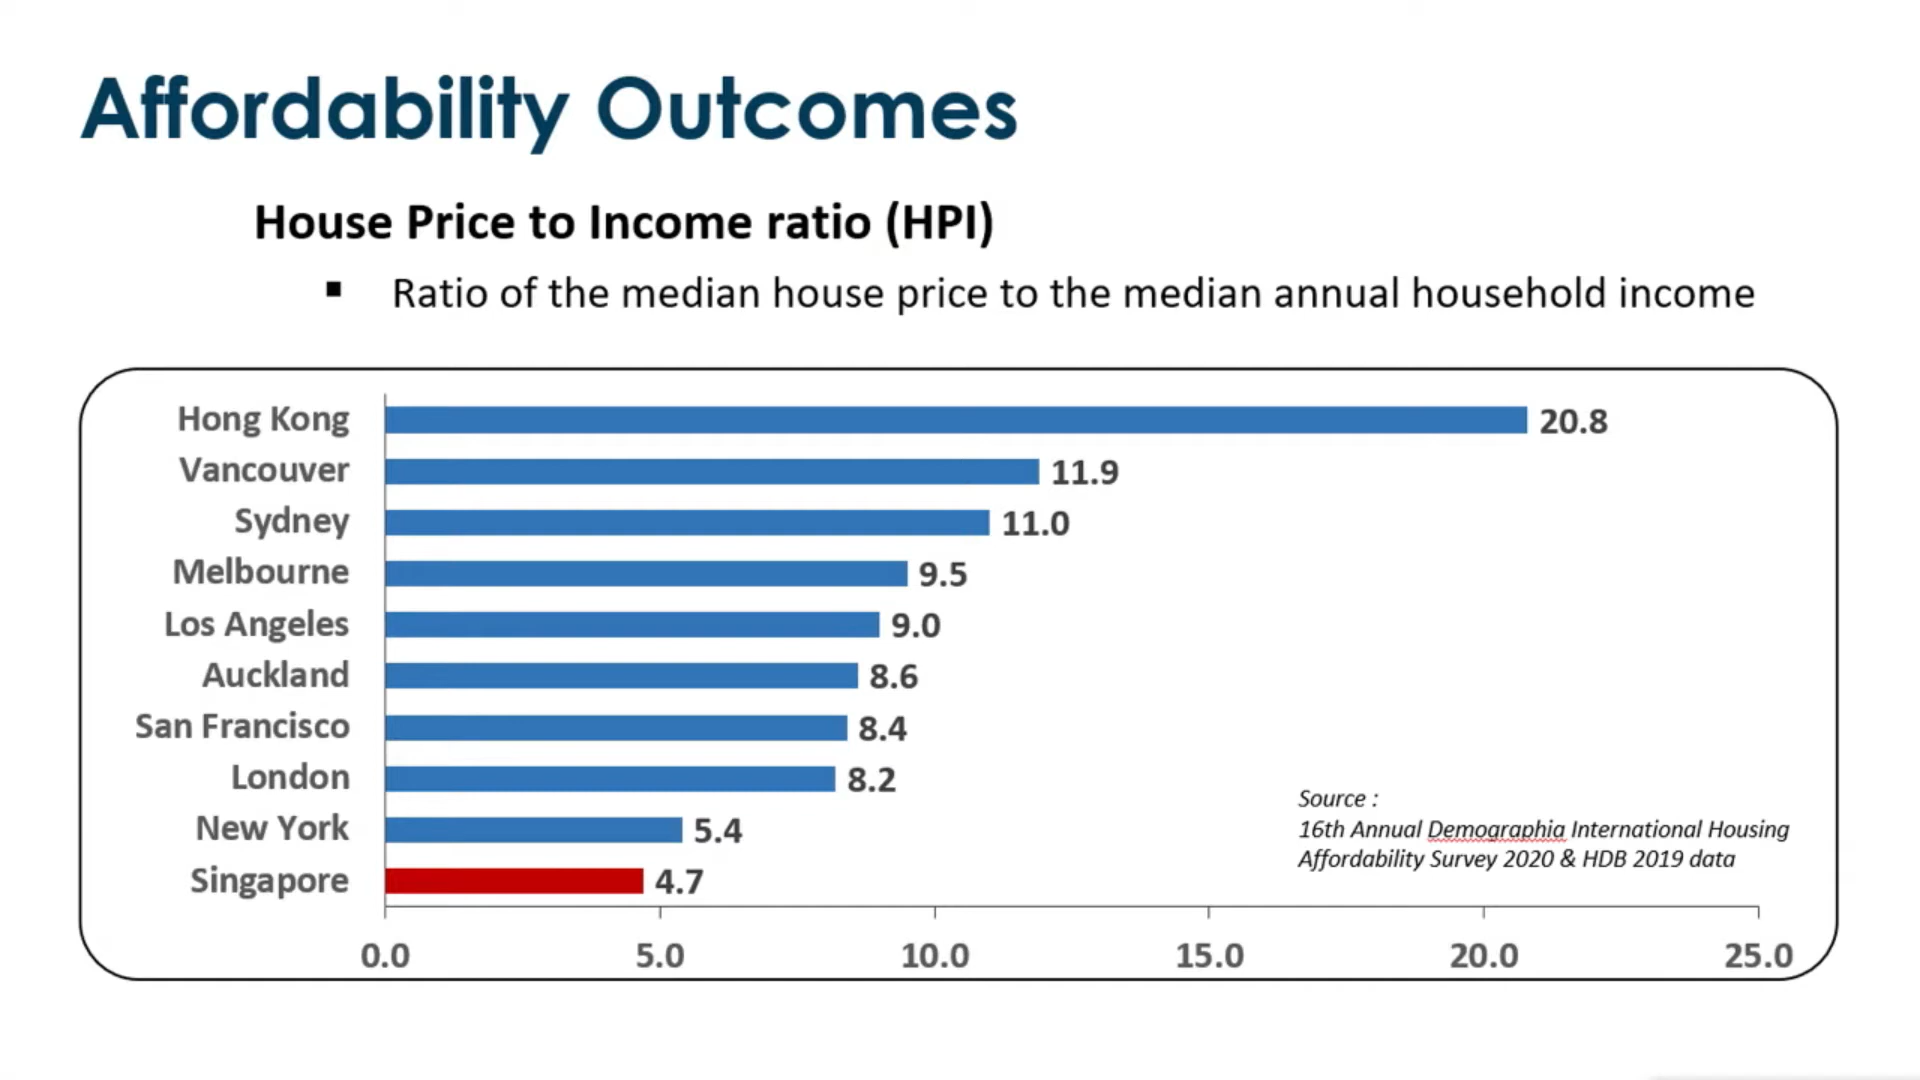 Affordability Outcomes
House Price to Income ratio (HPI)
▪ Ratio of the median house price to the median annual household income
Hong Kong 20.8
Vancouver 11.9
Sydney 11.0
Melbourne 9.5
Los Angeles 9.0
Auckland 8.6
San Francisco 8.4
London 8.2
New York 5.4
Singapore 4.7
Source :
16th Annual Demographia International Housing
Affordability Survey 2020 & HDB 2019 data
0.0 5.0 10.0 15.0 20.0 25.0